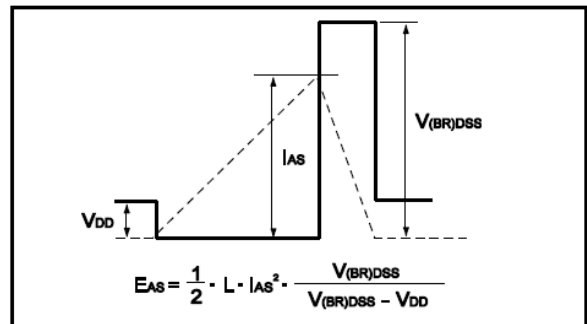 V(BR)DSS
IAS
VDD
EAS = 1/2 · L · IAS² · V(BR)DSS / V(BR)DSS – VDD